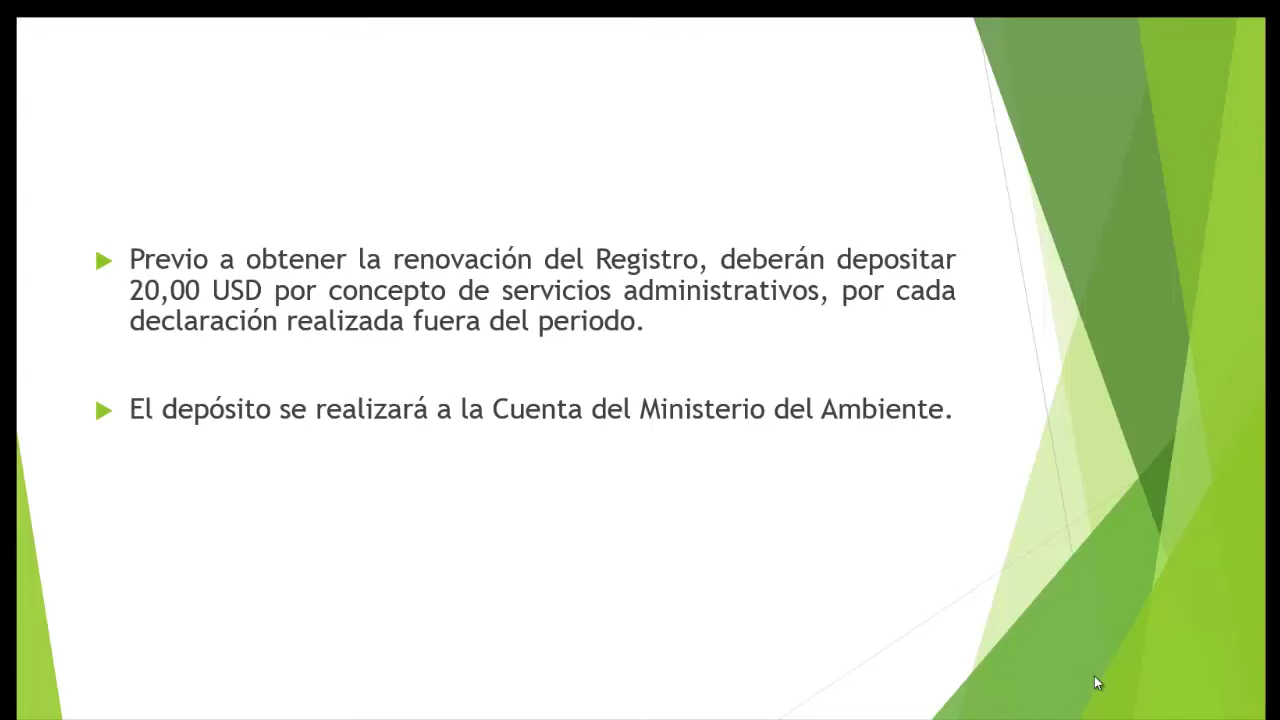 Previo a obtener la renovación del Registro, deberán depositar
20,00 USD por concepto de servicios administrativos, por cada
declaración realizada fuera del periodo.
El depósito se realizará a la Cuenta del Ministerio del Ambiente.